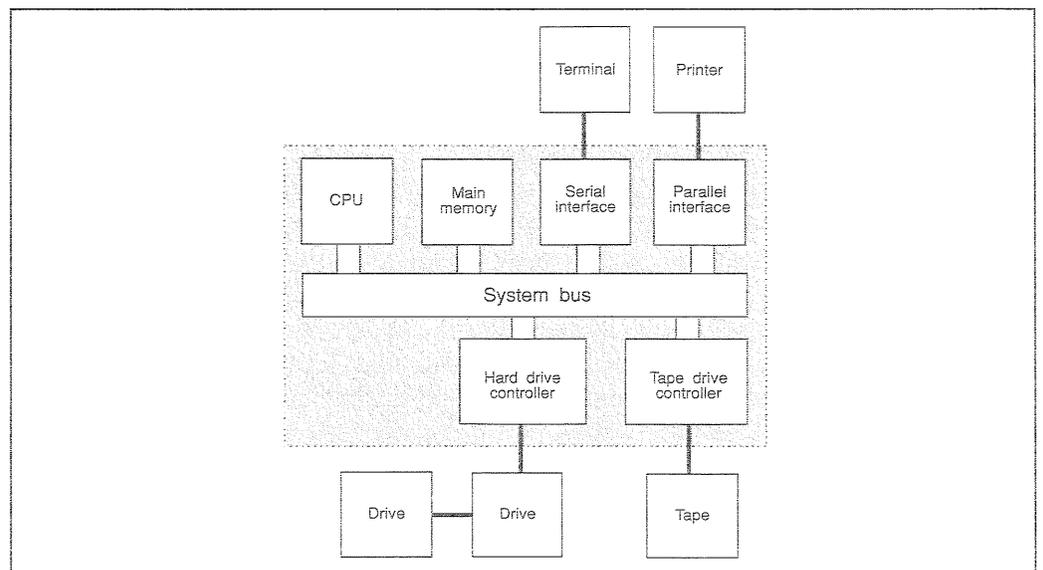 Terminal
Printer
CPU
Main
memory
Serial
interface
Parallel
interface
System bus
Hard drive
controller
Tape drive
controller
Drive
Drive
Tape